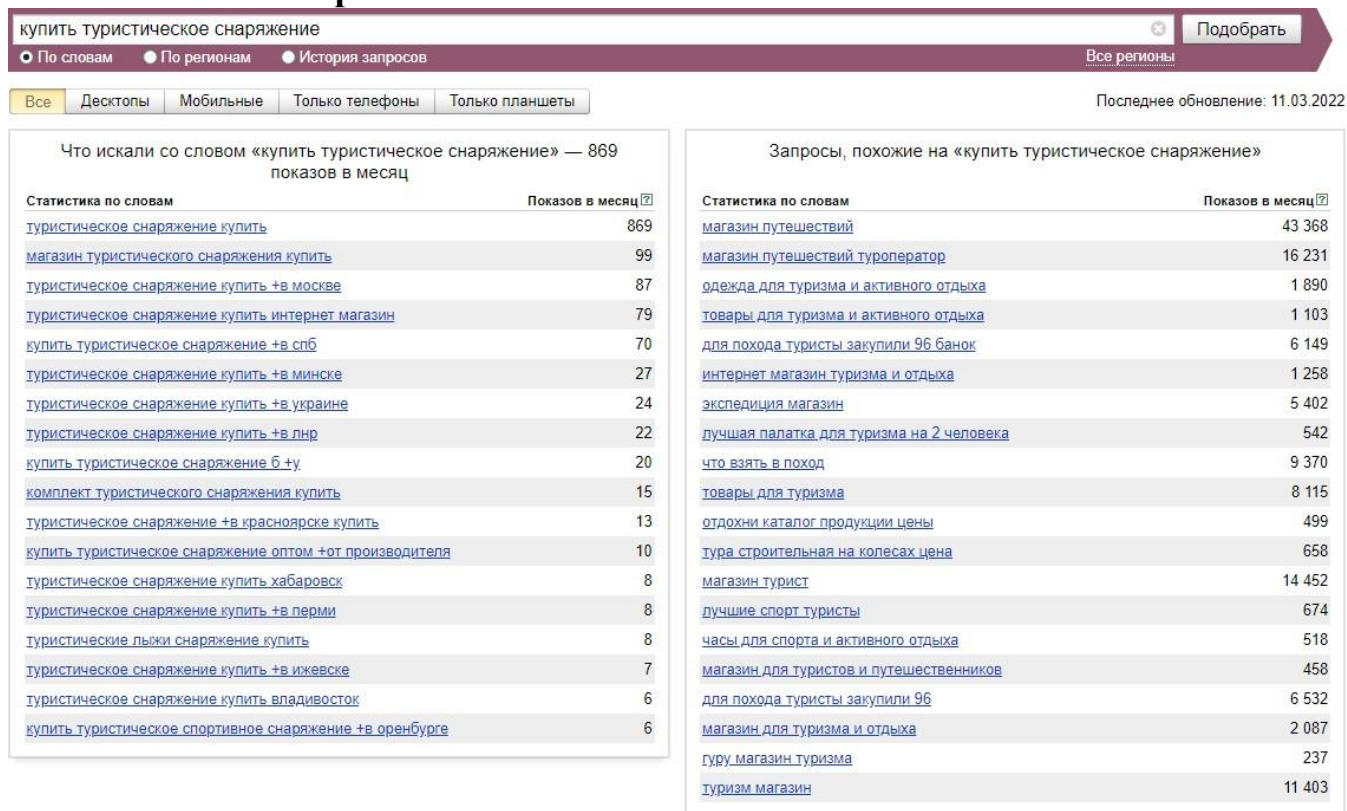 купить туристическое снаряжение
Подобрать
По словам По регионам История запросов Все регионы
Все Десктопы Мобильные Только телефоны Только планшеты Последнее обновление: 11.03.2022
Что искали со словом «купить туристическое снаряжение» — 869
показов в месяц
Статистика по словам Показов в месяц ?
туристическое снаряжение купить 869
магазин туристического снаряжения купить 99
туристическое снаряжение купить +в москве 87
туристическое снаряжение купить интернет магазин 79
купить туристическое снаряжение +в спб 70
туристическое снаряжение купить +в минске 27
туристическое снаряжение купить +в украине 24
туристическое снаряжение купить +в лнр 22
купить туристическое снаряжение б +у 20
комплект туристического снаряжения купить 15
туристическое снаряжение +в красноярске купить 13
купить туристическое снаряжение оптом +от производителя 10
туристическое снаряжение купить хабаровск 8
туристическое снаряжение купить +в перми 8
туристические лыжи снаряжение купить 8
туристическое снаряжение купить +в ижевске 7
туристическое снаряжение купить владивосток 6
купить туристическое спортивное снаряжение +в оренбурге 6
Запросы, похожие на «купить туристическое снаряжение»
Статистика по словам Показов в месяц ?
магазин путешествий 43 368
магазин путешествий туроператор 16 231
одежда для туризма и активного отдыха 1 890
товары для туризма и активного отдыха 1 103
для похода туристы закупили 96 банок 6 149
интернет магазин туризма и отдыха 1 258
экспедиция магазин 5 402
лучшая палатка для туризма на 2 человека 542
что взять в поход 9 370
товары для туризма 8 115
отдохни каталог продукции цены 499
тура строительная на колесах цена 658
магазин турист 14 452
лучшие спорт туристы 674
часы для спорта и активного отдыха 518
магазин для туристов и путешественников 458
для похода туристы закупили 96 6 532
магазин для туризма и отдыха 2 087
гуру магазин туризма 237
туризм магазин 11 403